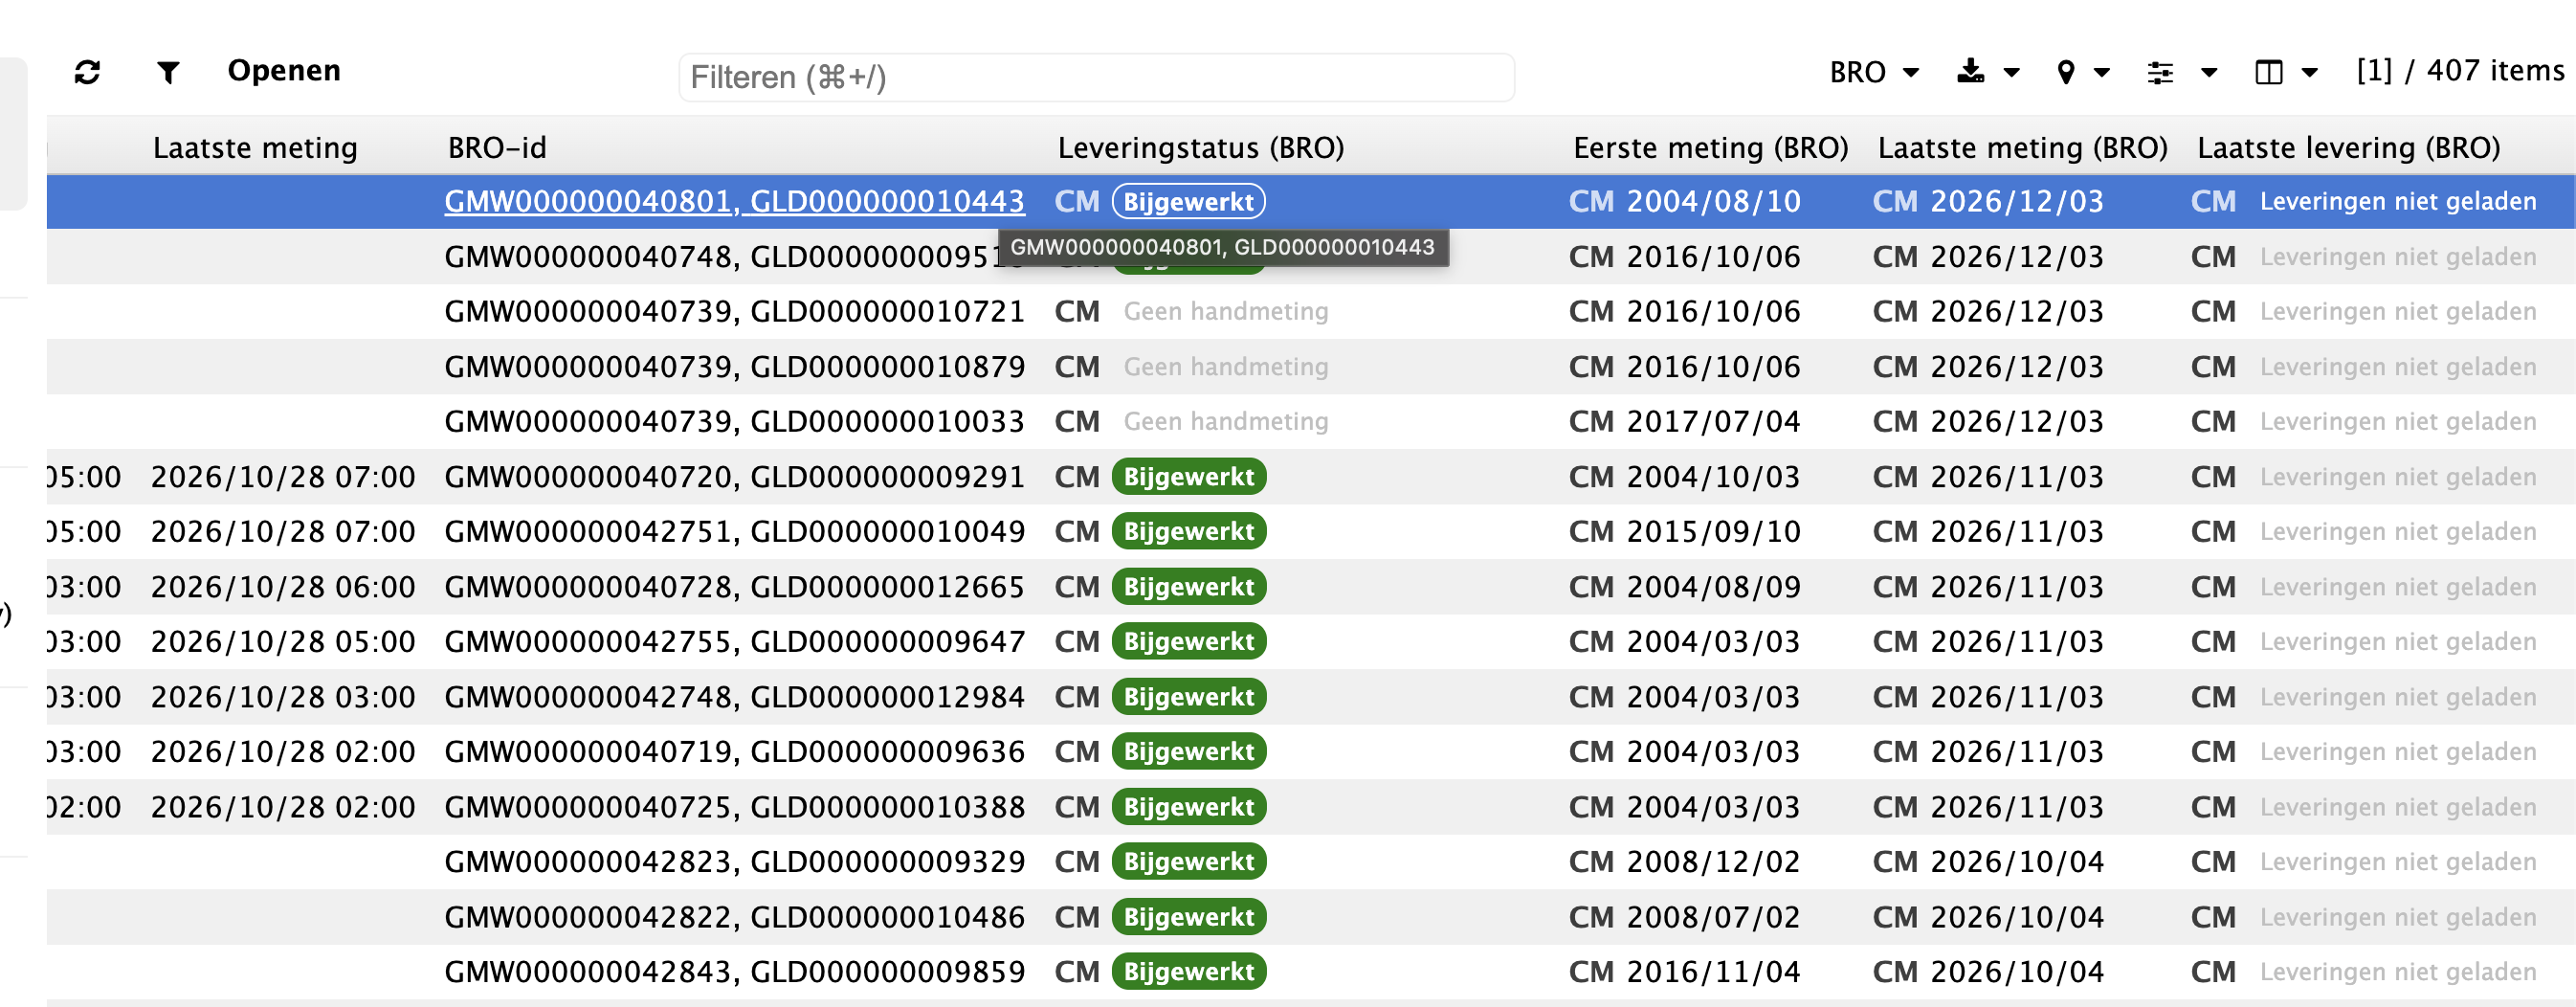 Openen Filteren (⌘+/) BRO [1] / 407 items
Laatste meting BRO-id Leveringstatus (BRO) Eerste meting (BRO) Laatste meting (BRO) Laatste levering (BRO)
GMW000000040801, GLD000000010443 CM Bijgewerkt CM 2004/08/10 CM 2026/12/03 CM Leveringen niet geladen
GMW000000040801, GLD000000010443
GMW000000040748, CM 2016/10/06 CM 2026/12/03 CM Leveringen niet geladen
GMW000000040739, GLD000000010721 CM Geen handmeting CM 2016/10/06 CM 2026/12/03 CM Leveringen niet geladen
GMW000000040739, GLD000000010879 CM Geen handmeting CM 2016/10/06 CM 2026/12/03 CM Leveringen niet geladen
GMW000000040739, GLD000000010033 CM Geen handmeting CM 2017/07/04 CM 2026/12/03 CM Leveringen niet geladen
05:00 2026/10/28 07:00 GMW000000040720, GLD000000009291 CM Bijgewerkt CM 2004/10/03 CM 2026/11/03 CM Leveringen niet geladen
05:00 2026/10/28 07:00 GMW000000042751, GLD000000010049 CM Bijgewerkt CM 2015/09/10 CM 2026/11/03 CM Leveringen niet geladen
03:00 2026/10/28 06:00 GMW000000040728, GLD000000012665 CM Bijgewerkt CM 2004/08/09 CM 2026/11/03 CM Leveringen niet geladen
03:00 2026/10/28 05:00 GMW000000042755, GLD000000009647 CM Bijgewerkt CM 2004/03/03 CM 2026/11/03 CM Leveringen niet geladen
03:00 2026/10/28 03:00 GMW000000042748, GLD000000012984 CM Bijgewerkt CM 2004/03/03 CM 2026/11/03 CM Leveringen niet geladen
03:00 2026/10/28 02:00 GMW000000040719, GLD000000009636 CM Bijgewerkt CM 2004/03/03 CM 2026/11/03 CM Leveringen niet geladen
02:00 2026/10/28 02:00 GMW000000040725, GLD000000010388 CM Bijgewerkt CM 2004/03/03 CM 2026/11/03 CM Leveringen niet geladen
GMW000000042823, GLD000000009329 CM Bijgewerkt CM 2008/12/02 CM 2026/10/04 CM Leveringen niet geladen
GMW000000042822, GLD000000010486 CM Bijgewerkt CM 2008/07/02 CM 2026/10/04 CM Leveringen niet geladen
GMW000000042843, GLD000000009859 CM Bijgewerkt CM 2016/11/04 CM 2026/10/04 CM Leveringen niet geladen